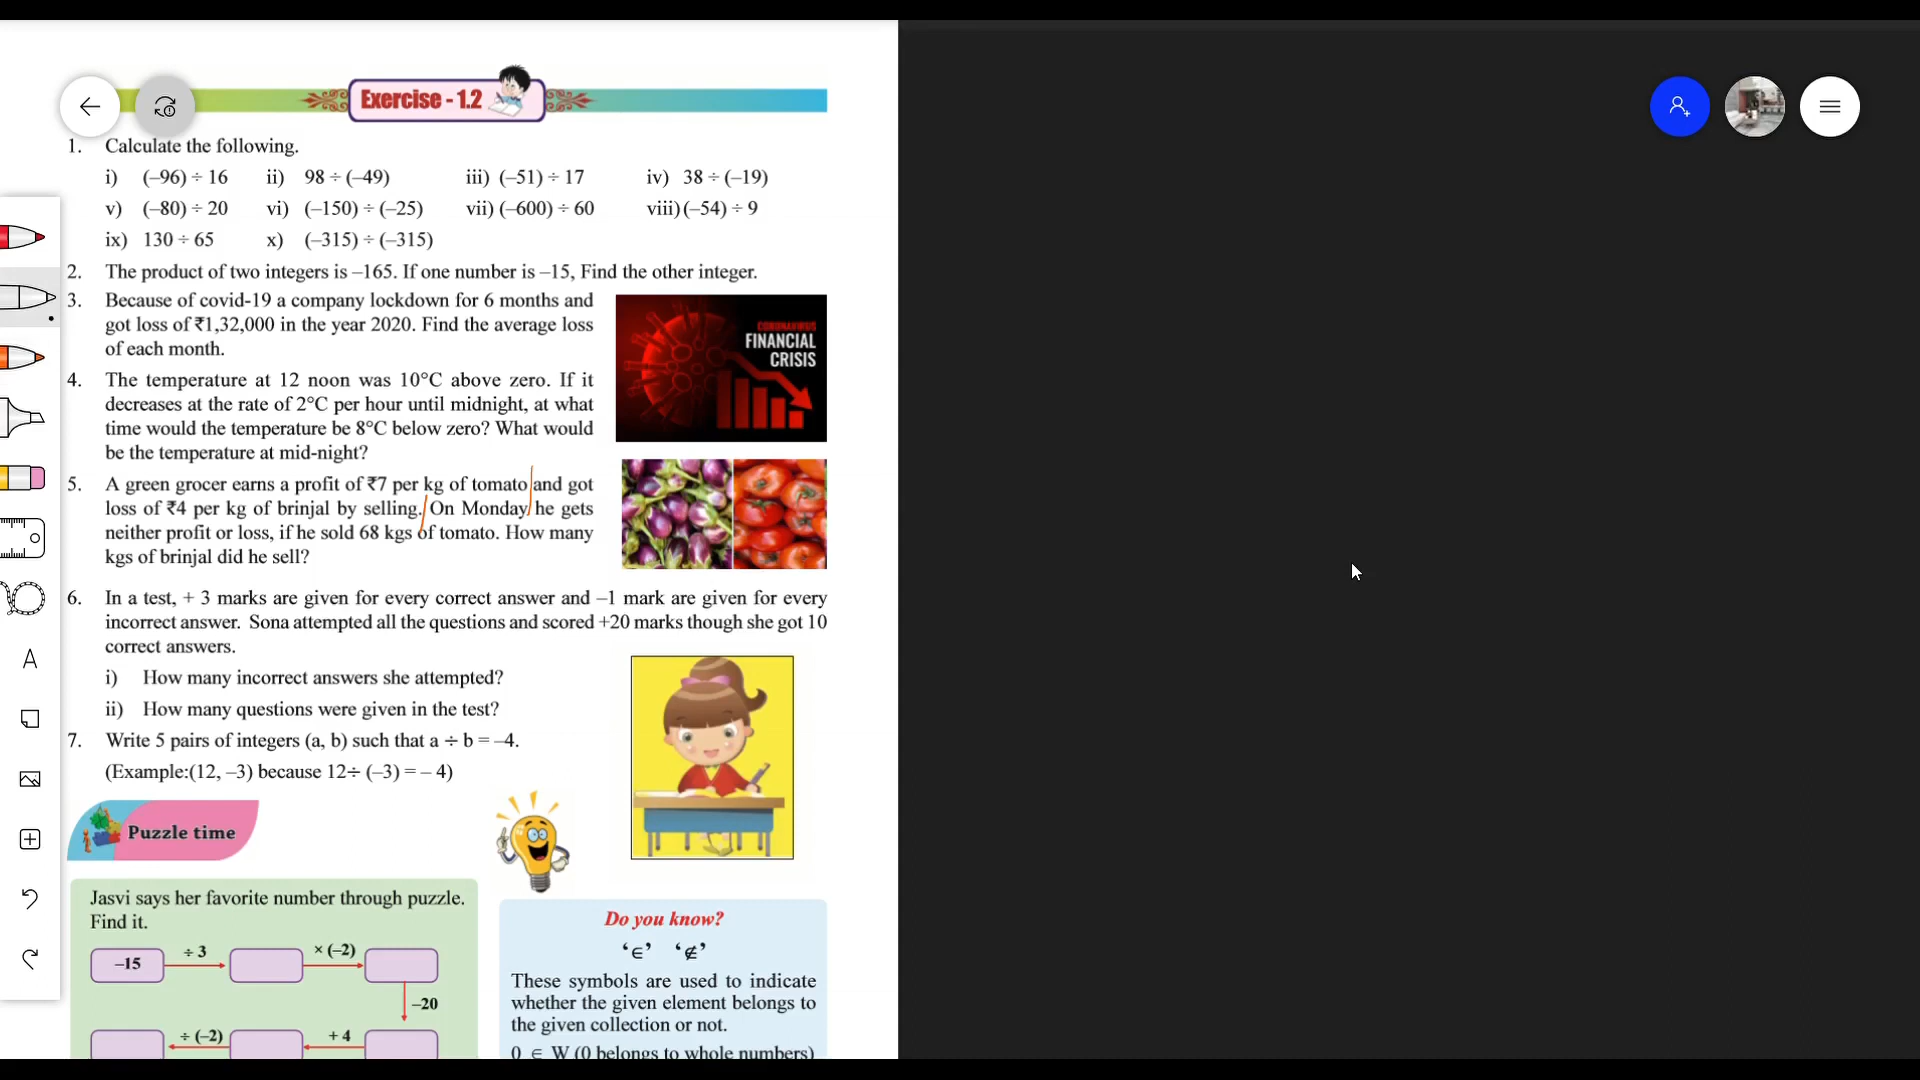 Exercise - 1.2
1. Calculate the following.
i) (–96) ÷ 16 ii) 98 ÷ (–49) iii) (–51) ÷ 17 iv) 38 ÷ (–19)
v) (–80) ÷ 20 vi) (–150) ÷ (–25) vii) (–600) ÷ 60 viii) (–54) ÷ 9
ix) 130 ÷ 65 x) (–315) ÷ (–315)
2. The product of two integers is –165. If one number is –15, Find the other integer.
3. Because of covid-19 a company lockdown for 6 months and
got loss of ₹1,32,000 in the year 2020. Find the average loss
of each month.
CORONAVIRUS
FINANCIAL
CRISIS
4. The temperature at 12 noon was 10°C above zero. If it
decreases at the rate of 2°C per hour until midnight, at what
time would the temperature be 8°C below zero? What would
be the temperature at mid-night?
5. A green grocer earns a profit of ₹7 per kg of tomato and got
loss of ₹4 per kg of brinjal by selling. On Monday he gets
neither profit or loss, if he sold 68 kgs of tomato. How many
kgs of brinjal did he sell?
6. In a test, + 3 marks are given for every correct answer and –1 mark are given for every
incorrect answer. Sona attempted all the questions and scored +20 marks though she got 10
correct answers.
i) How many incorrect answers she attempted?
ii) How many questions were given in the test?
7. Write 5 pairs of integers (a, b) such that a ÷ b = –4.
(Example:(12, –3) because 12÷ (–3) = – 4)
Puzzle time
Jasvi says her favorite number through puzzle.
Find it.
–15 ÷ 3 × (–2)
–20
÷ (–2) + 4
Do you know?
‘∈’ ‘∉’
These symbols are used to indicate
whether the given element belongs to
the given collection or not.
0 ∈ W (0 belongs to whole numbers)
A